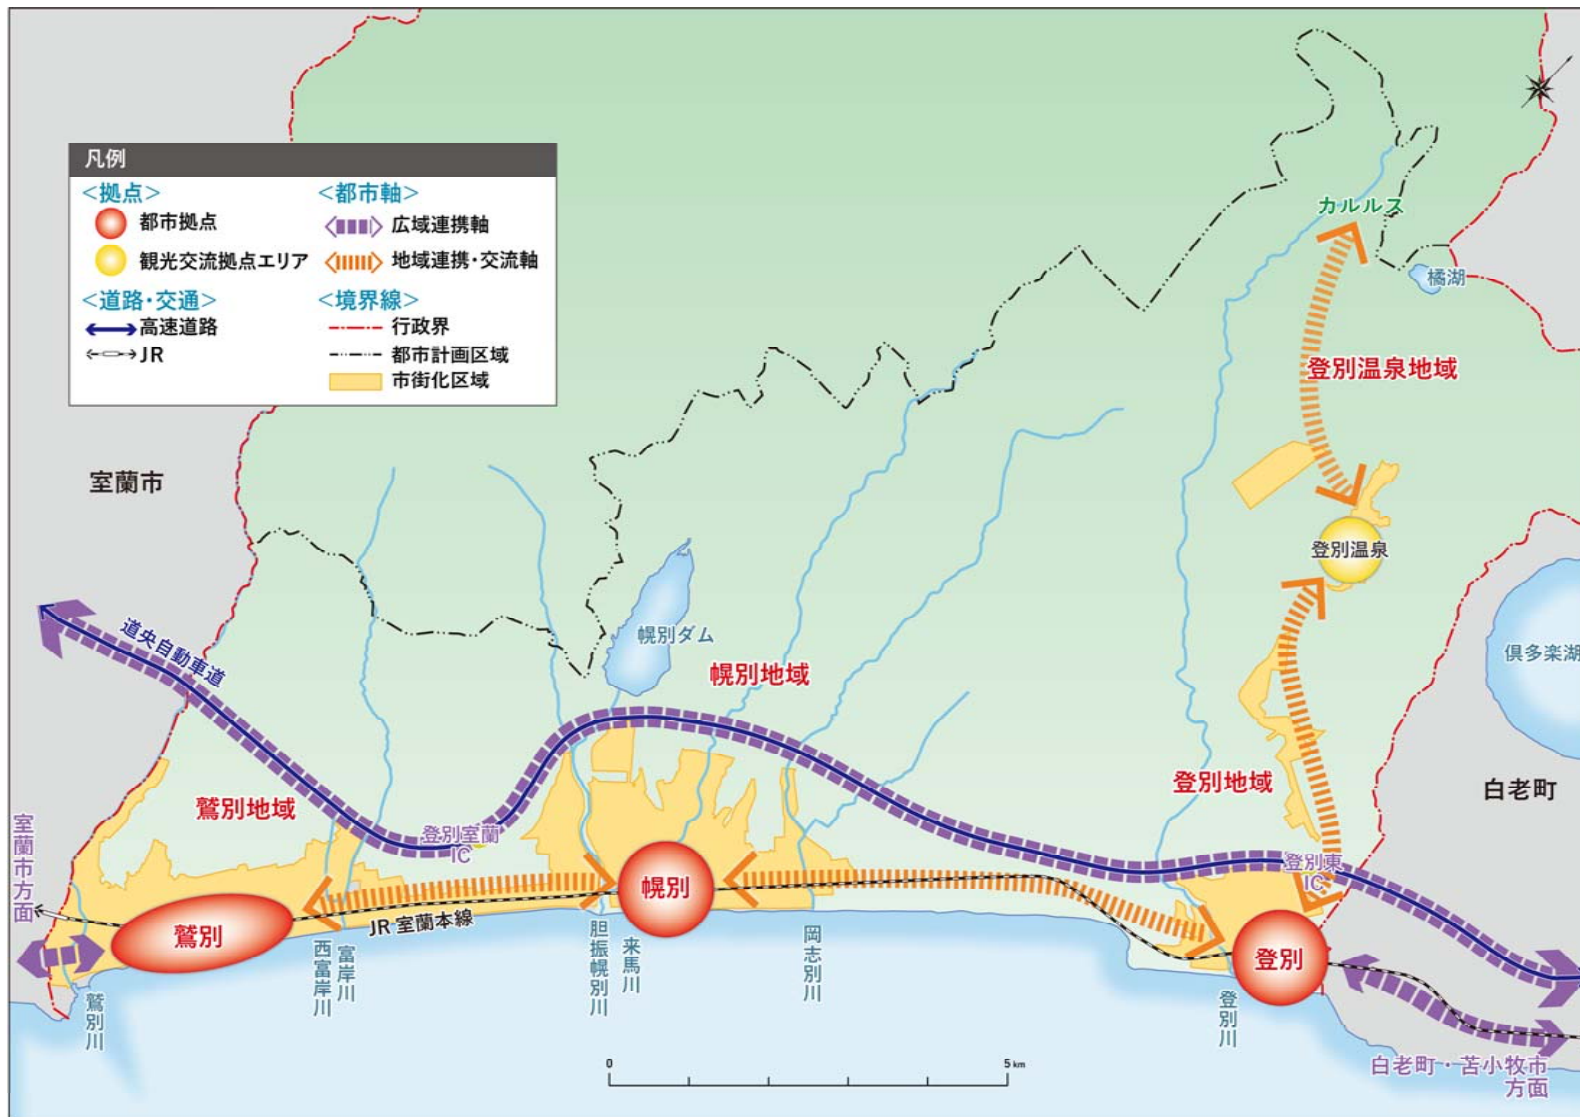 凡例
<拠点>
都市拠点
観光交流拠点エリア
<都市軸>
広域連携軸
地域連携・交流軸
<道路・交通>
高速道路
JR
<境界線>
行政界
都市計画区域
市街化区域
カルルス
橘湖
登別温泉地域
室蘭市
登別温泉
道央自動車道
幌別ダム
幌別地域
倶多楽湖
登別地域
白老町
鷲別地域
登別室蘭
IC
登別東
IC
室蘭市方面
幌別
鷲別
JR 室蘭本線
登別
鷲別川
西富岸川
富岸川
胆振幌別川
来馬川
岡志別川
登別川
白老町・苫小牧市
方面
0
5 km